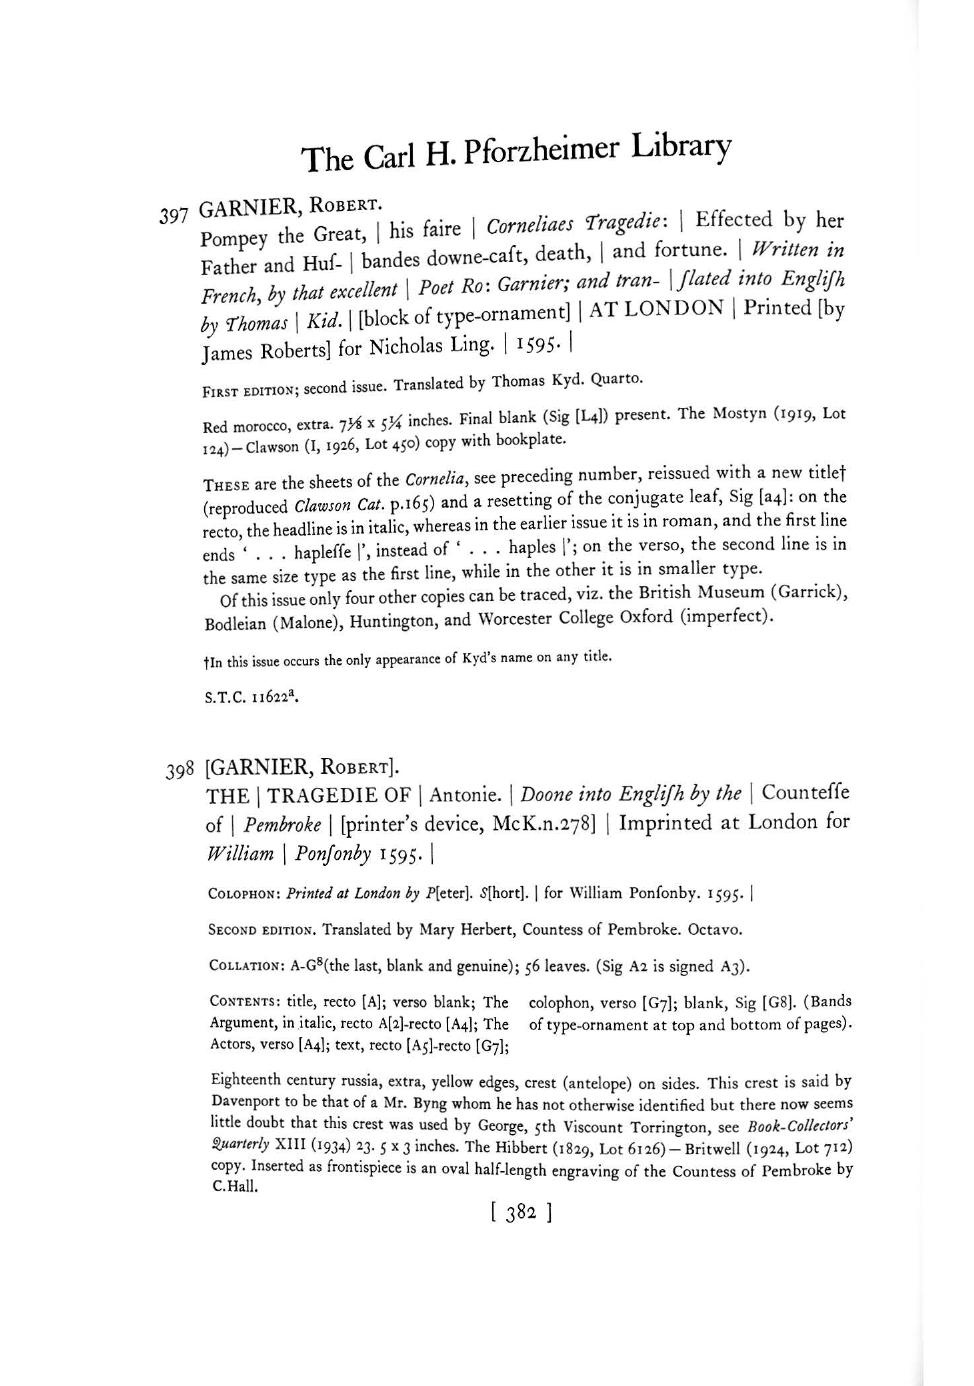 The Carl H. Pforzheimer Library
397 GARNIER, ROBERT.
Pompey the Great, | his faire | Corneliaes Tragedie: | Effected by her
Father and Huſ- | bandes downe-caſt, death, | and fortune. | Written in
French, by that excellent | Poet Ro: Garnier; and tran- | ſlated into Engliſh
by Thomas | Kid. | [block of type-ornament] | AT LONDON | Printed [by
James Roberts] for Nicholas Ling. | 1595. |
FIRST EDITION; second issue. Translated by Thomas Kyd. Quarto.
Red morocco, extra. 7⅛ x 5¼ inches. Final blank (Sig [L4]) present. The Mostyn (1919, Lot
124)—Clawson (I, 1926, Lot 450) copy with bookplate.
THESE are the sheets of the Cornelia, see preceding number, reissued with a new title†
(reproduced Clawson Cat. p.165) and a resetting of the conjugate leaf, Sig [a4]: on the
recto, the headline is in italic, whereas in the earlier issue it is in roman, and the first line
ends ‘ . . . hapleſſe |’, instead of ‘ . . . haples |’; on the verso, the second line is in
the same size type as the first line, while in the other it is in smaller type.
Of this issue only four other copies can be traced, viz. the British Museum (Garrick),
Bodleian (Malone), Huntington, and Worcester College Oxford (imperfect).
†In this issue occurs the only appearance of Kyd’s name on any title.
S.T.C. 11622ª.
398 [GARNIER, ROBERT].
THE | TRAGEDIE OF | Antonie. | Doone into Engliſh by the | Counteſſe
of | Pembroke | [printer’s device, McK.n.278] | Imprinted at London for
William | Ponſonby 1595. |
COLOPHON: Printed at London by P[eter]. S[hort]. | for William Ponſonby. 1595. |
SECOND EDITION. Translated by Mary Herbert, Countess of Pembroke. Octavo.
COLLATION: A-G⁸(the last, blank and genuine); 56 leaves. (Sig A2 is signed A3).
CONTENTS: title, recto [A]; verso blank; The
Argument, in italic, recto A[2]-recto [A4]; The
Actors, verso [A4]; text, recto [A5]-recto [G7];
colophon, verso [G7]; blank, Sig [G8]. (Bands
of type-ornament at top and bottom of pages).
Eighteenth century russia, extra, yellow edges, crest (antelope) on sides. This crest is said by
Davenport to be that of a Mr. Byng whom he has not otherwise identified but there now seems
little doubt that this crest was used by George, 5th Viscount Torrington, see Book-Collectors’
Quarterly XIII (1934) 23. 5 x 3 inches. The Hibbert (1829, Lot 6126)—Britwell (1924, Lot 712)
copy. Inserted as frontispiece is an oval half-length engraving of the Countess of Pembroke by
C.Hall.
[ 382 ]